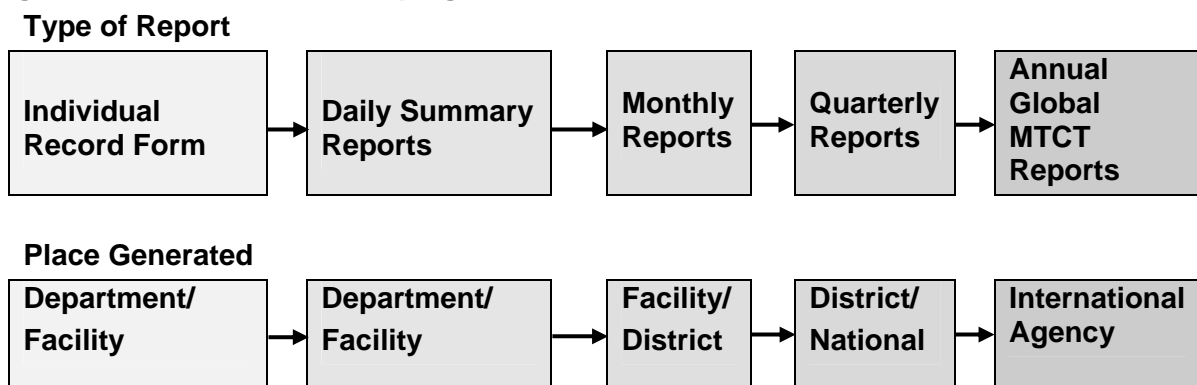 Type of Report
Individual
Record Form
Daily Summary
Reports
Monthly
Reports
Quarterly
Reports
Annual
Global
MTCT
Reports
Place Generated
Department/
Facility
Department/
Facility
Facility/
District
District/
National
International
Agency